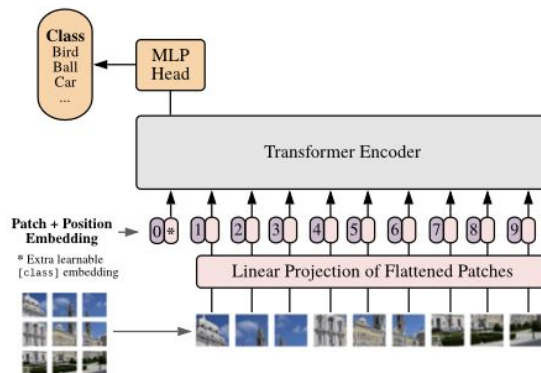 Class
Bird
Ball
Car
...
MLP
Head
Transformer Encoder
Patch + Position
Embedding
0 * 1 2 3 4 5 6 7 8 9
* Extra learnable
[class] embedding
Linear Projection of Flattened Patches